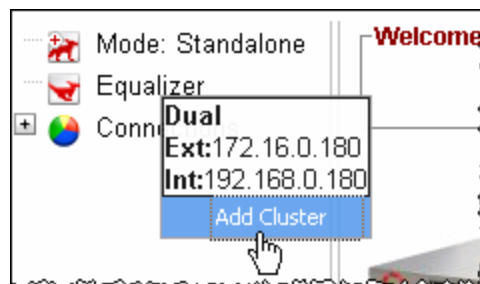 Mode: Standalone
Welcome
Equalizer
Dual
Ext:172.16.0.180
Int:192.168.0.180
Add Cluster